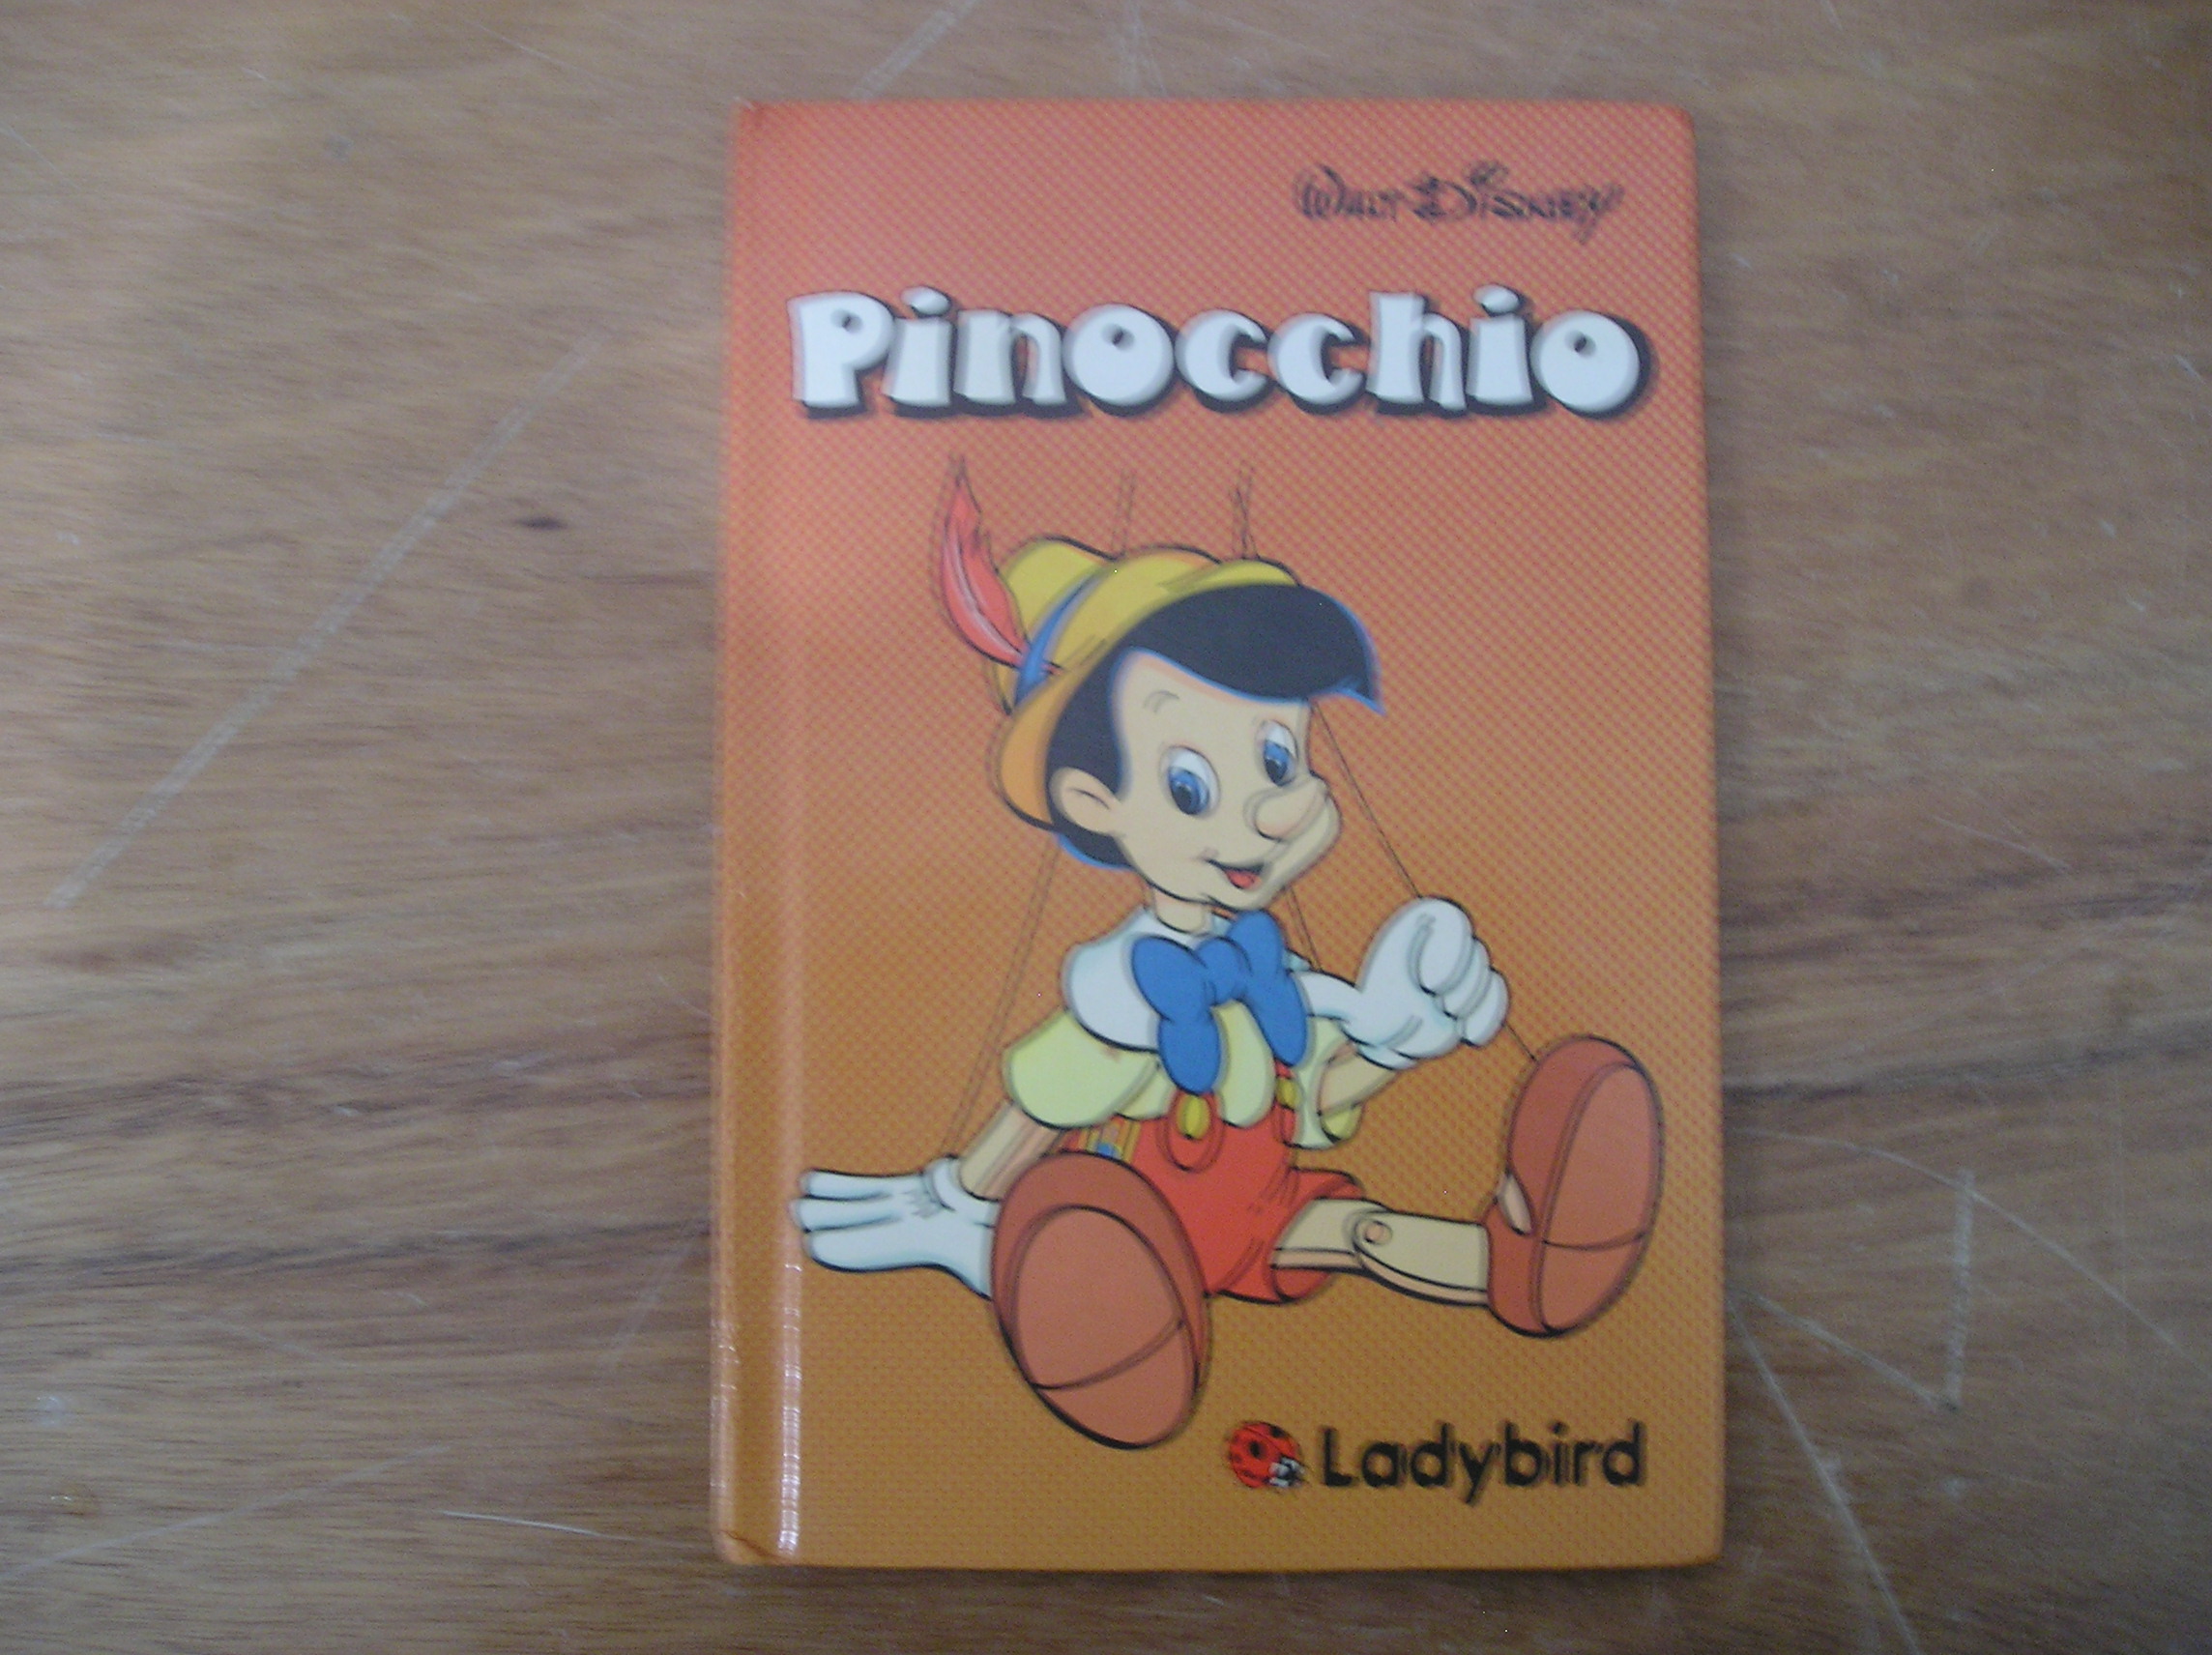 Walt Disney
Pinocchio
Ladybird